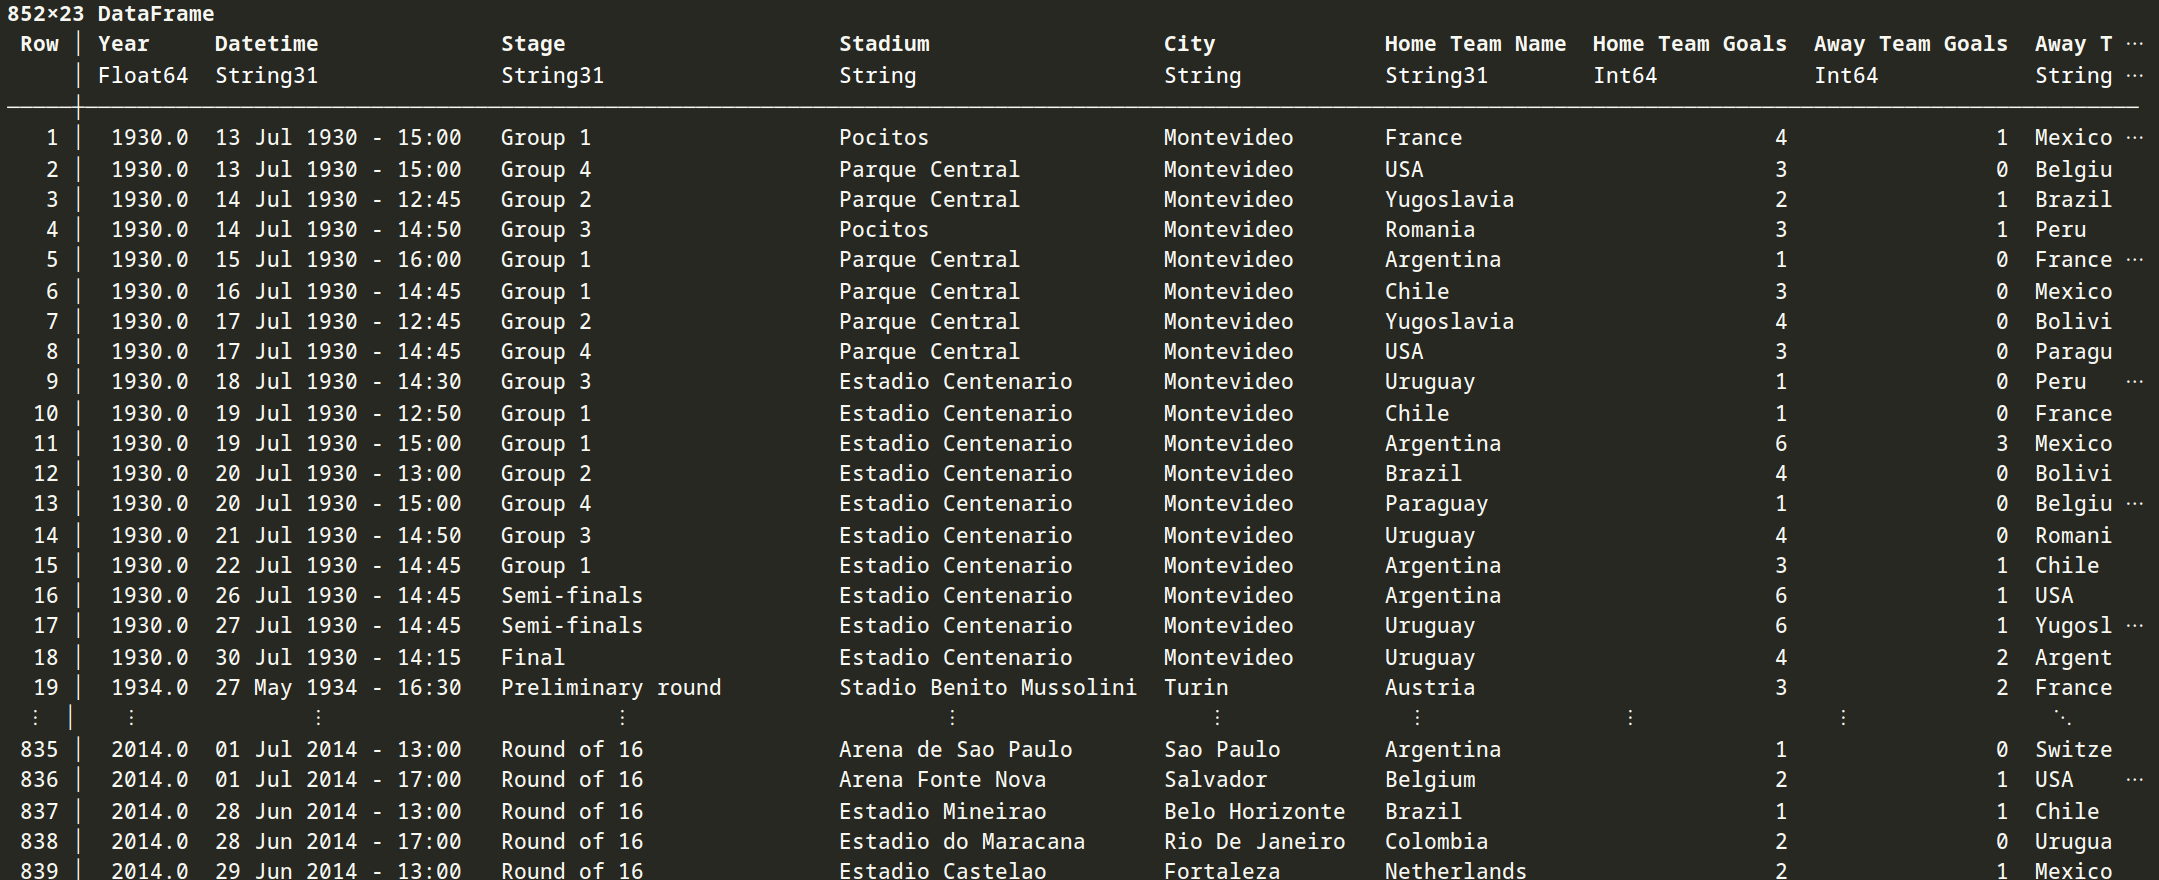 852×23 DataFrame
Row │ Year Datetime Stage Stadium City Home Team Name Home Team Goals Away Team Goals Away T ⋯
│ Float64 String31 String31 String String String31 Int64 Int64 String ⋯
1 │ 1930.0 13 Jul 1930 - 15:00 Group 1 Pocitos Montevideo France 4 1 Mexico ⋯
2 │ 1930.0 13 Jul 1930 - 15:00 Group 4 Parque Central Montevideo USA 3 0 Belgiu
3 │ 1930.0 14 Jul 1930 - 12:45 Group 2 Parque Central Montevideo Yugoslavia 2 1 Brazil
4 │ 1930.0 14 Jul 1930 - 14:50 Group 3 Pocitos Montevideo Romania 3 1 Peru
5 │ 1930.0 15 Jul 1930 - 16:00 Group 1 Parque Central Montevideo Argentina 1 0 France ⋯
6 │ 1930.0 16 Jul 1930 - 14:45 Group 1 Parque Central Montevideo Chile 3 0 Mexico
7 │ 1930.0 17 Jul 1930 - 12:45 Group 2 Parque Central Montevideo Yugoslavia 4 0 Bolivi
8 │ 1930.0 17 Jul 1930 - 14:45 Group 4 Parque Central Montevideo USA 3 0 Paragu
9 │ 1930.0 18 Jul 1930 - 14:30 Group 3 Estadio Centenario Montevideo Uruguay 1 0 Peru ⋯
10 │ 1930.0 19 Jul 1930 - 12:50 Group 1 Estadio Centenario Montevideo Chile 1 0 France
11 │ 1930.0 19 Jul 1930 - 15:00 Group 1 Estadio Centenario Montevideo Argentina 6 3 Mexico
12 │ 1930.0 20 Jul 1930 - 13:00 Group 2 Estadio Centenario Montevideo Brazil 4 0 Bolivi
13 │ 1930.0 20 Jul 1930 - 15:00 Group 4 Estadio Centenario Montevideo Paraguay 1 0 Belgiu ⋯
14 │ 1930.0 21 Jul 1930 - 14:50 Group 3 Estadio Centenario Montevideo Uruguay 4 0 Romani
15 │ 1930.0 22 Jul 1930 - 14:45 Group 1 Estadio Centenario Montevideo Argentina 3 1 Chile
16 │ 1930.0 26 Jul 1930 - 14:45 Semi-finals Estadio Centenario Montevideo Argentina 6 1 USA
17 │ 1930.0 27 Jul 1930 - 14:45 Semi-finals Estadio Centenario Montevideo Uruguay 6 1 Yugosl ⋯
18 │ 1930.0 30 Jul 1930 - 14:15 Final Estadio Centenario Montevideo Uruguay 4 2 Argent
19 │ 1934.0 27 May 1934 - 16:30 Preliminary round Stadio Benito Mussolini Turin Austria 3 2 France
⋮ │ ⋮ ⋮ ⋮ ⋮ ⋮ ⋮ ⋮ ⋮ ⋱
835 │ 2014.0 01 Jul 2014 - 13:00 Round of 16 Arena de Sao Paulo Sao Paulo Argentina 1 0 Switze
836 │ 2014.0 01 Jul 2014 - 17:00 Round of 16 Arena Fonte Nova Salvador Belgium 2 1 USA ⋯
837 │ 2014.0 28 Jun 2014 - 13:00 Round of 16 Estadio Mineirao Belo Horizonte Brazil 1 1 Chile
838 │ 2014.0 28 Jun 2014 - 17:00 Round of 16 Estadio do Maracana Rio De Janeiro Colombia 2 0 Urugua
839 │ 2014.0 29 Jun 2014 - 13:00 Round of 16 Estadio Castelao Fortaleza Netherlands 2 1 Mexico